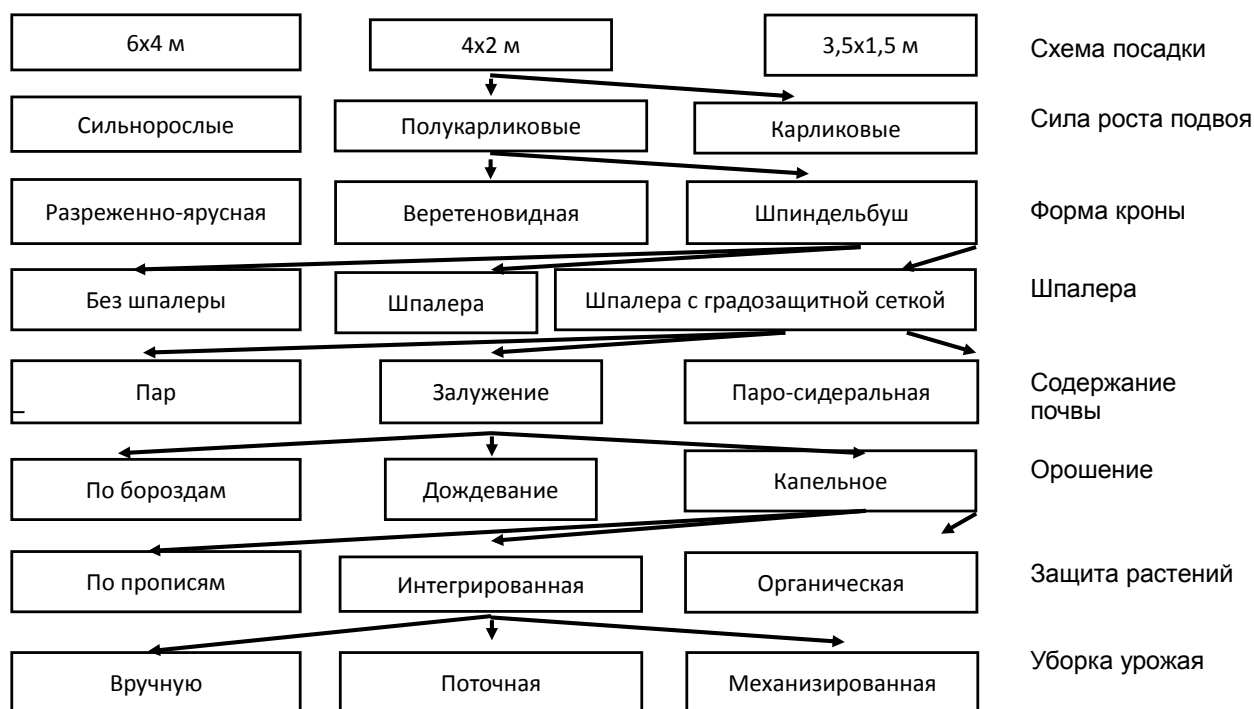 6х4 м
4х2 м
3,5х1,5 м
Схема посадки
Сильнорослые
Полукарликовые
Карликовые
Сила роста подвоя
Разреженно-ярусная
Веретеновидная
Шпиндельбуш
Форма кроны
Без шпалеры
Шпалера
Шпалера с градозащитной сеткой
Шпалера
Пар
Залужение
Паро-сидеральная
Содержание
почвы
По бороздам
Дождевание
Капельное
Орошение
По прописям
Интегрированная
Органическая
Защита растений
Вручную
Поточная
Механизированная
Уборка урожая